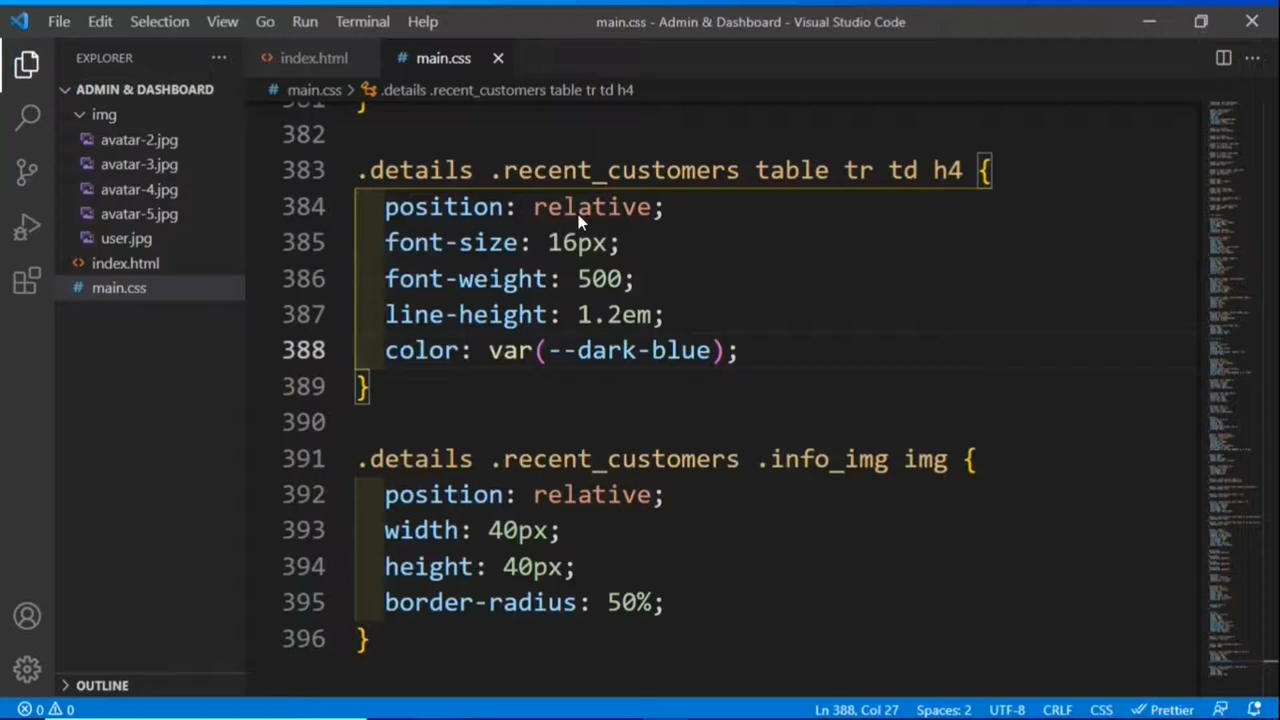 File Edit Selection View Go Run Terminal Help main.css - Admin & Dashboard - Visual Studio Code
EXPLORER
ADMIN & DASHBOARD
img
avatar-2.jpg
avatar-3.jpg
avatar-4.jpg
avatar-5.jpg
user.jpg
index.html
main.css
OUTLINE
index.html # main.css
# main.css > .details .recent_customers table tr td h4
381 }
382
383 .details .recent_customers table tr td h4 {
384 position: relative;
385 font-size: 16px;
386 font-weight: 500;
387 line-height: 1.2em;
388 color: var(--dark-blue);
389 }
390
391 .details .recent_customers .info_img img {
392 position: relative;
393 width: 40px;
394 height: 40px;
395 border-radius: 50%;
396 }
0 0 Ln 388, Col 27 Spaces: 2 UTF-8 CRLF CSS Prettier